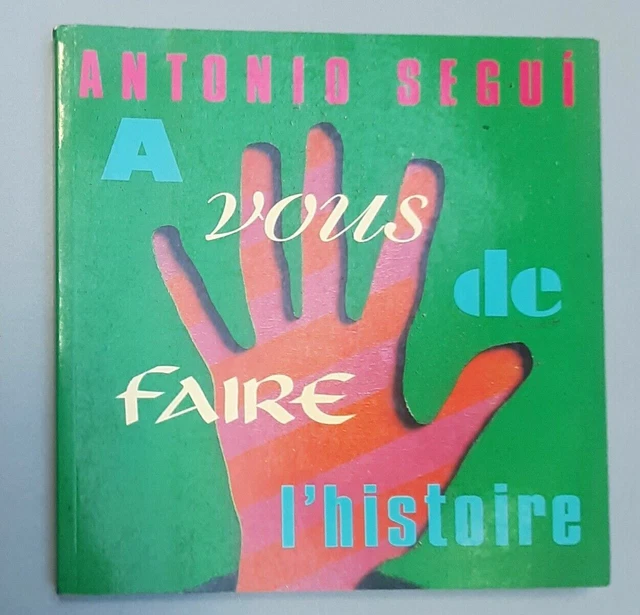 ANTONIO SEGUÍ
A
vous
de
FAIRE
l'histoire